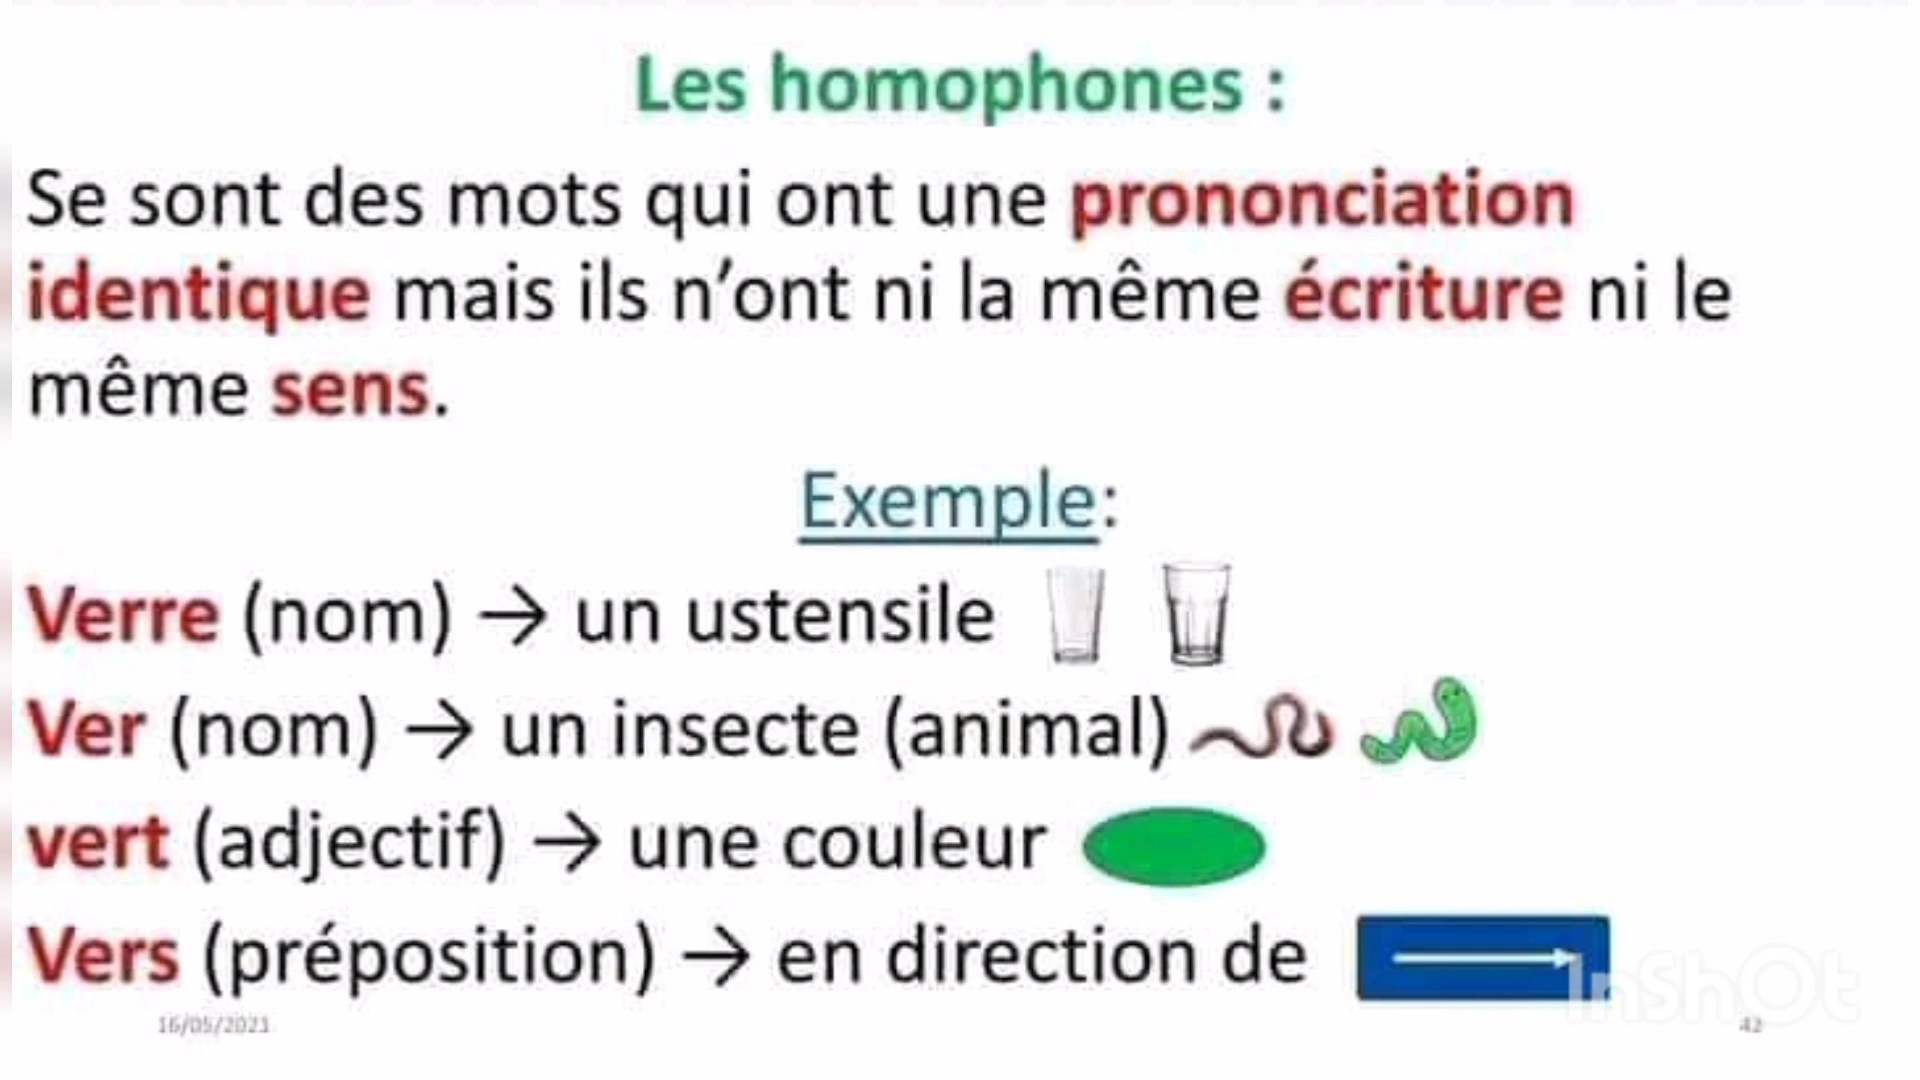 Les homophones :
Se sont des mots qui ont une prononciation
identique mais ils n’ont ni la même écriture ni le
même sens.
Exemple:
Verre (nom) → un ustensile
Ver (nom) → un insecte (animal)
vert (adjectif) → une couleur
Vers (préposition) → en direction de
InShOt
16/05/2021
42